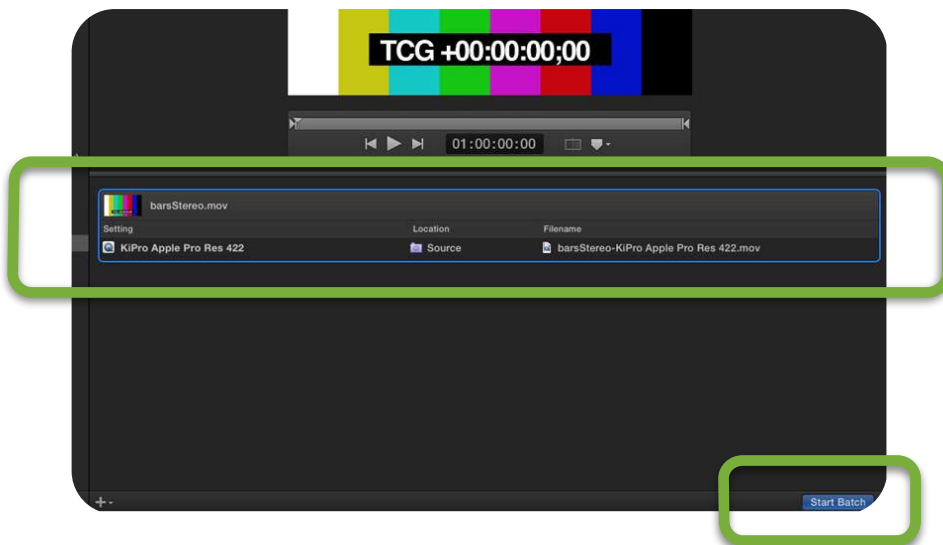 TCG +00:00:00;00
01:00:00:00
barsStereo.mov
Setting Location Filename
KiPro Apple Pro Res 422 Source barsStereo-KiPro Apple Pro Res 422.mov
Start Batch